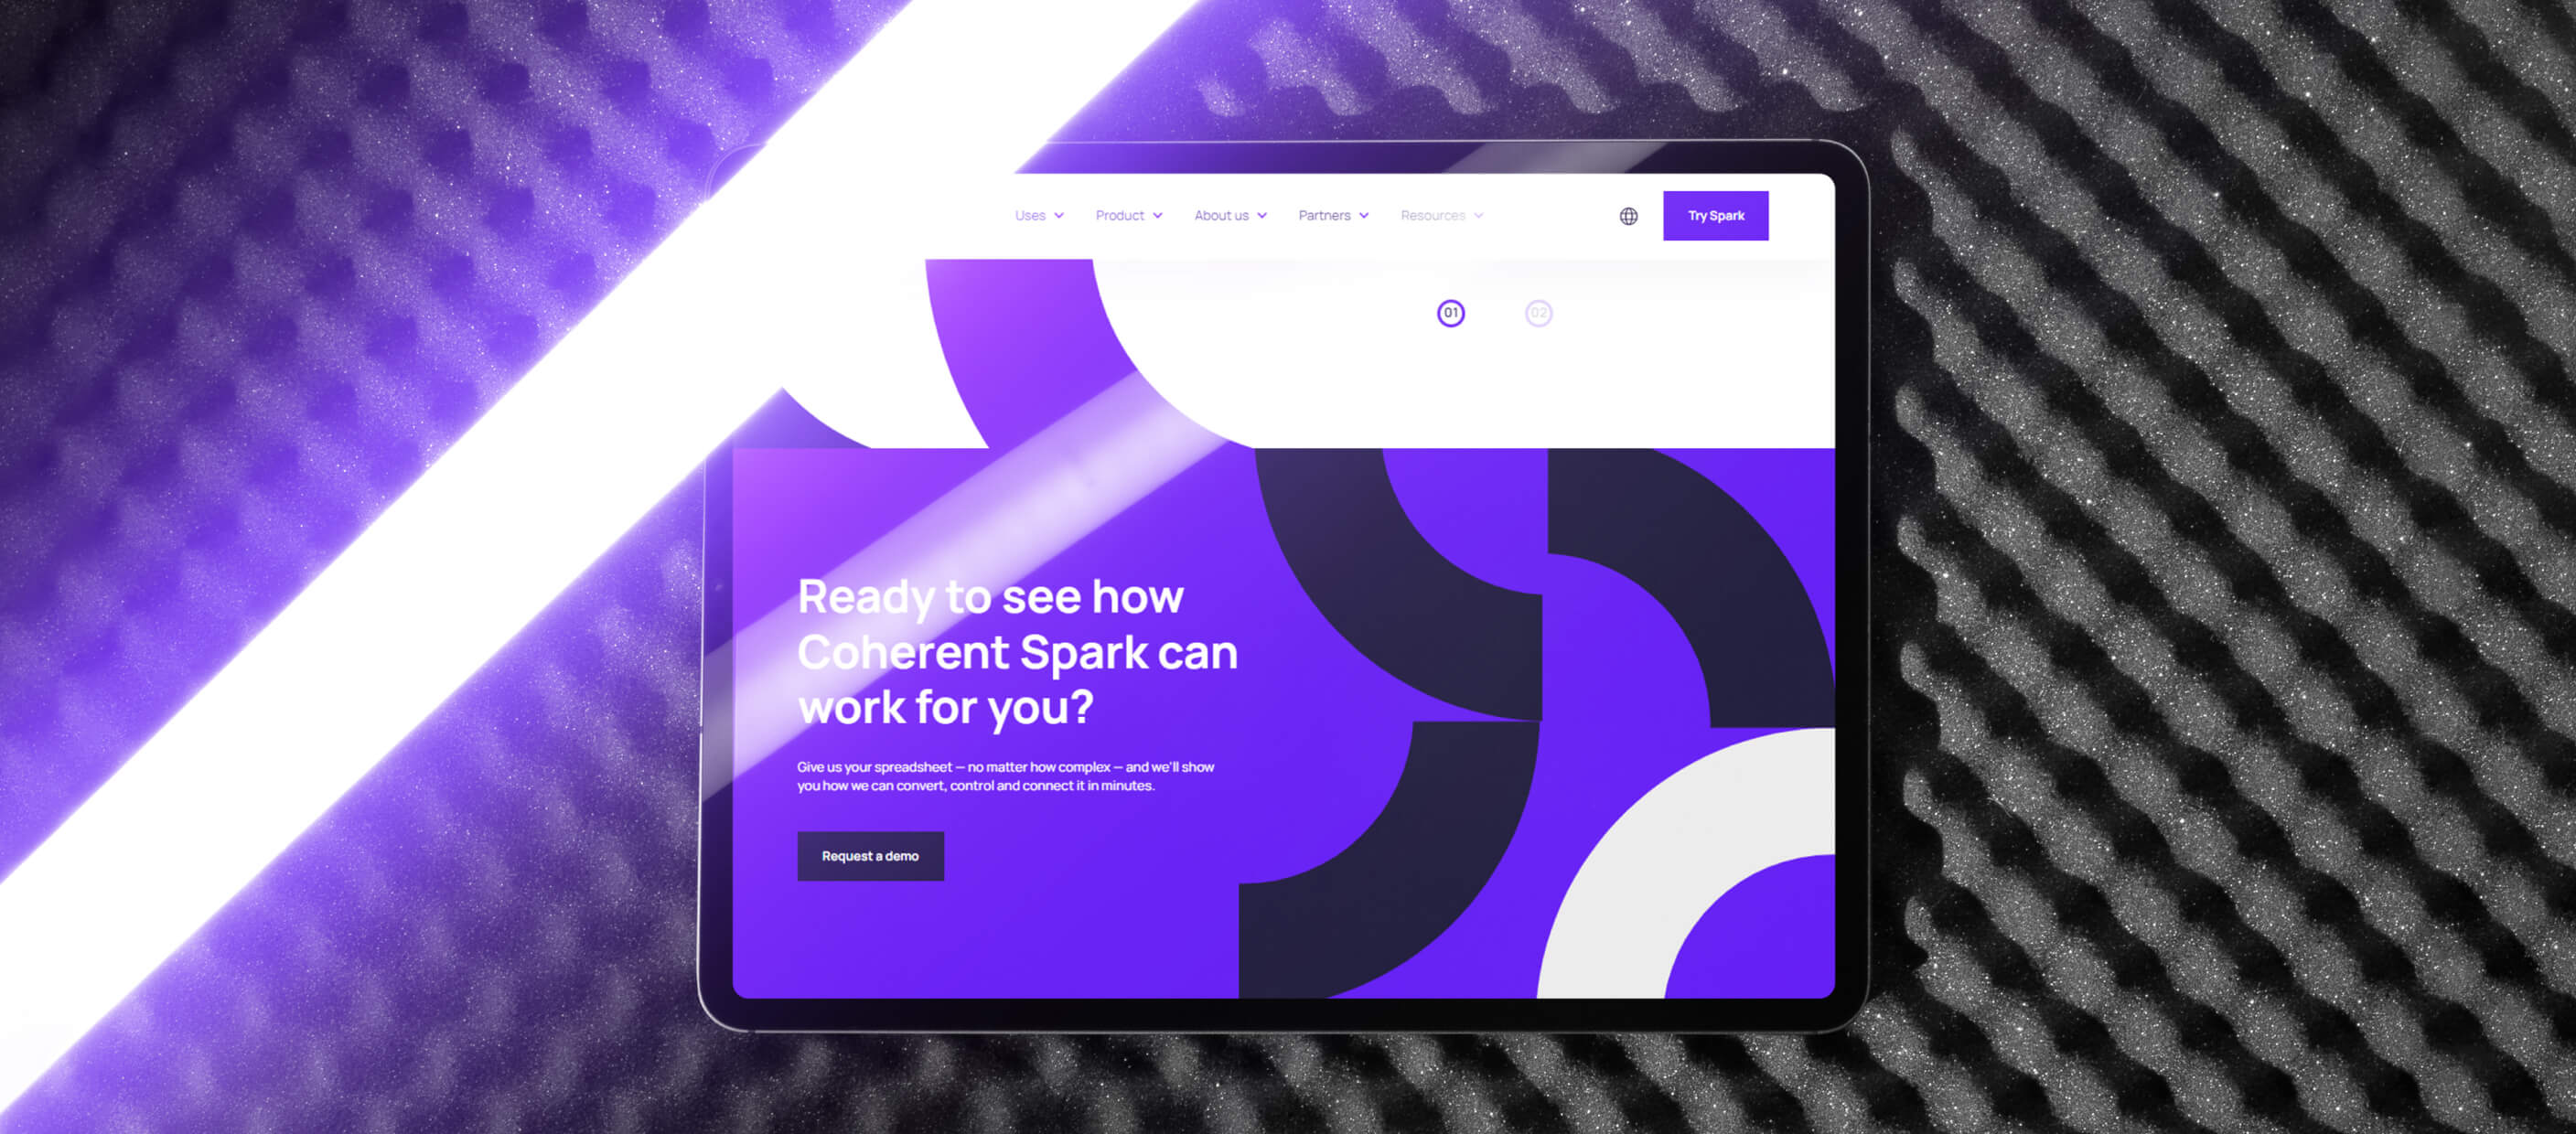 Uses
Product
About us
Partners
Resources
Try Spark
01
02
Ready to see how
Coherent Spark can
work for you?
Give us your spreadsheet — no matter how complex — and we'll show
you how we can convert, control and connect it in minutes.
Request a demo